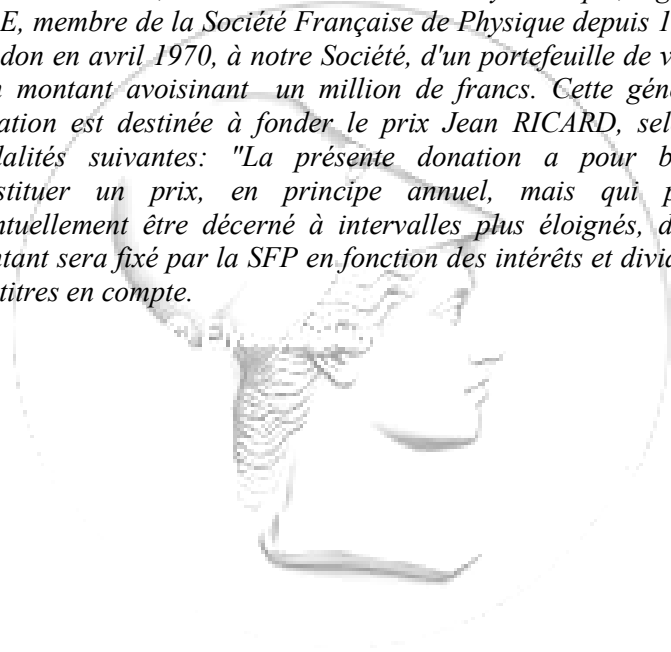 E, membre de la Société Française de Physique depuis 1
don en avril 1970, à notre Société, d'un portefeuille de v
montant avoisinant un million de francs. Cette géné
ation est destinée à fonder le prix Jean RICARD, sel
dalités suivantes: "La présente donation a pour b
stituer un prix, en principe annuel, mais qui p
ntuellement être décerné à intervalles plus éloignés, d
ntant sera fixé par la SFP en fonction des intérêts et divid
titres en compte.